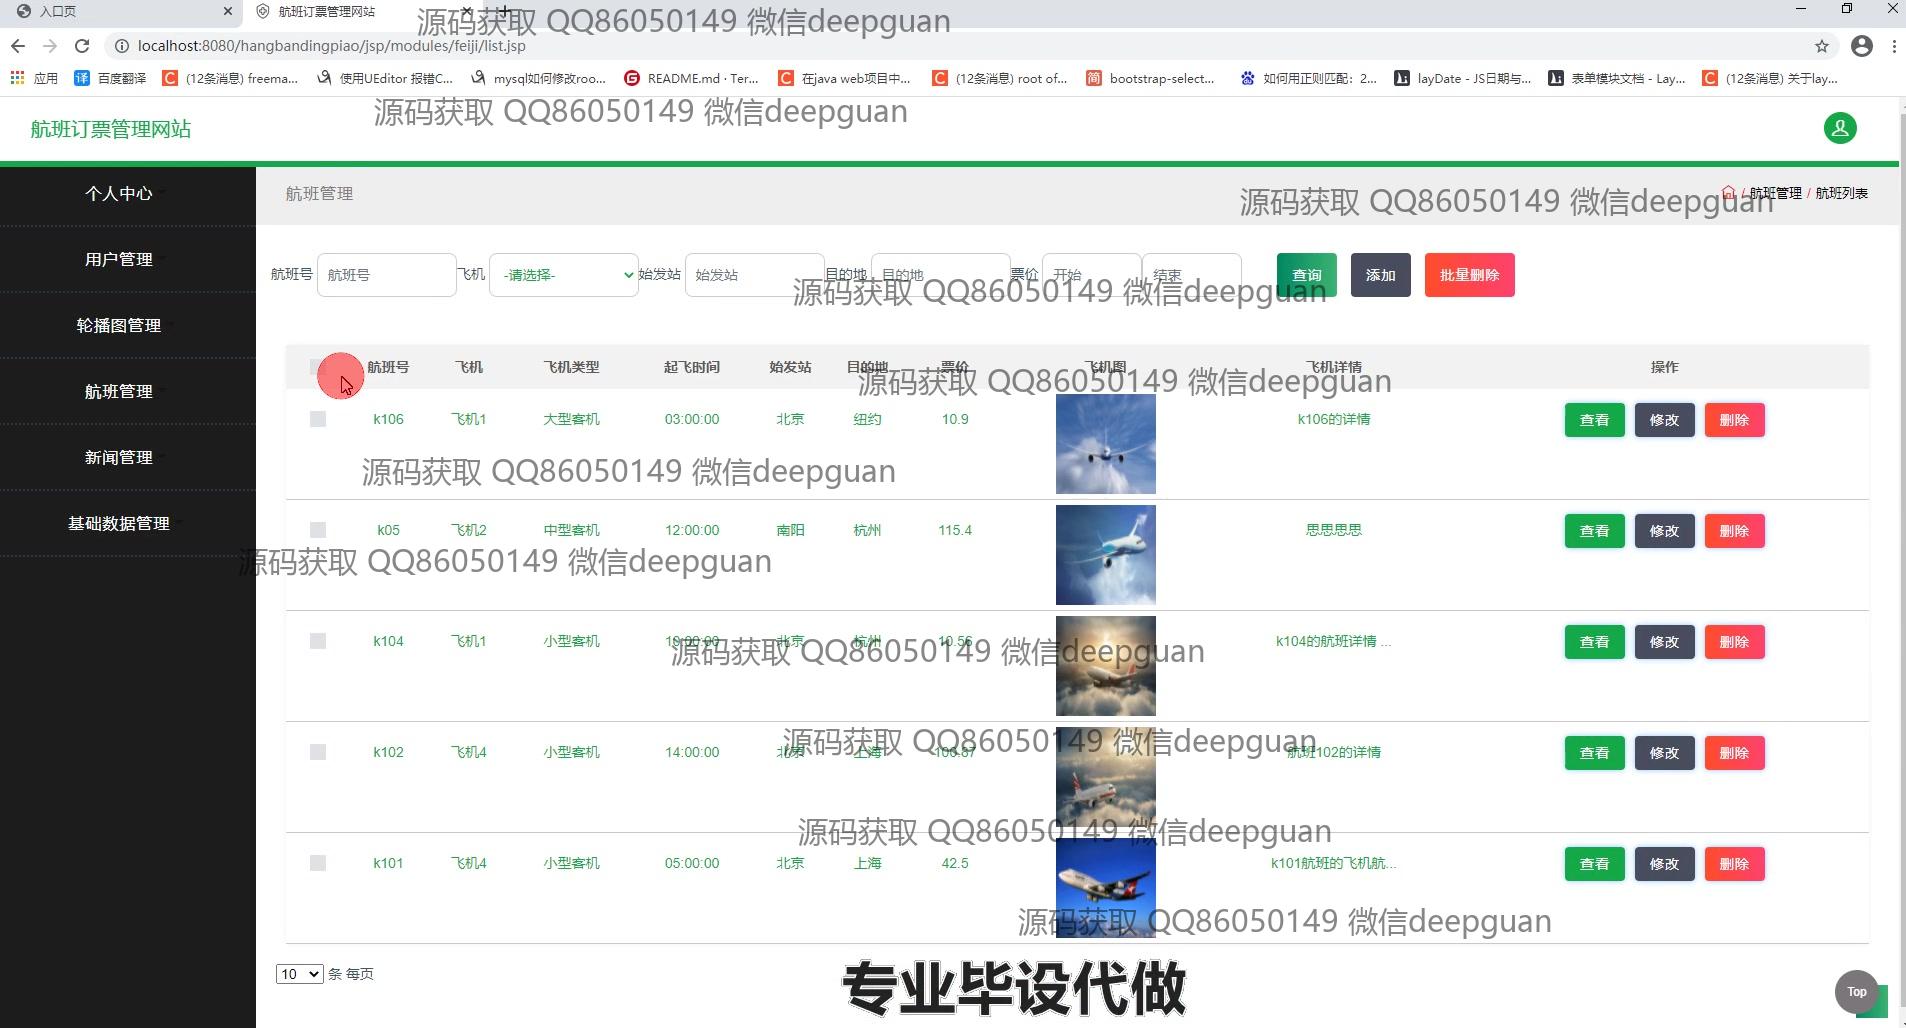 入口页
航班订票管理网站
源码获取 QQ86050149 微信deepguan
localhost:8080/hangbandingpiao/jsp/modules/feiji/list.jsp
应用 百度翻译 (12条消息) freema... 使用UEditor 报错C... mysql如何修改roo... README.md · Ter... 在java web项目中... (12条消息) root of... bootstrap-select... 如何用正则匹配：2... layDate - JS日期与... 表单模块文档 - Lay... (12条消息) 关于lay...
源码获取 QQ86050149 微信deepguan
航班订票管理网站
个人中心
用户管理
轮播图管理
航班管理
新闻管理
基础数据管理
航班管理
/ 航班管理 / 航班列表
源码获取 QQ86050149 微信deepguan
航班号 航班号 飞机 -请选择- 始发站 始发站 目的地 目的地 票价 开始 结束 查询 添加 批量删除
源码获取 QQ86050149 微信deepguan
航班号 飞机 飞机类型 起飞时间 始发站 目的地 票价 飞机图 飞机详情 操作
源码获取 QQ86050149 微信deepguan
k106 飞机1 大型客机 03:00:00 北京 纽约 10.9 k106的详情 查看 修改 删除
源码获取 QQ86050149 微信deepguan
k05 飞机2 中型客机 12:00:00 南阳 杭州 115.4 思思思思 查看 修改 删除
源码获取 QQ86050149 微信deepguan
k104 飞机1 小型客机 10:00:00 北京 杭州 10.56 k104的航班详情 ... 查看 修改 删除
源码获取 QQ86050149 微信deepguan
k102 飞机4 小型客机 14:00:00 北京 上海 106.87 航班102的详情 查看 修改 删除
源码获取 QQ86050149 微信deepguan
源码获取 QQ86050149 微信deepguan
k101 飞机4 小型客机 05:00:00 北京 上海 42.5 k101航班的飞机航... 查看 修改 删除
源码获取 QQ86050149 微信deepguan
10 条 每页
专业毕设代做
Top